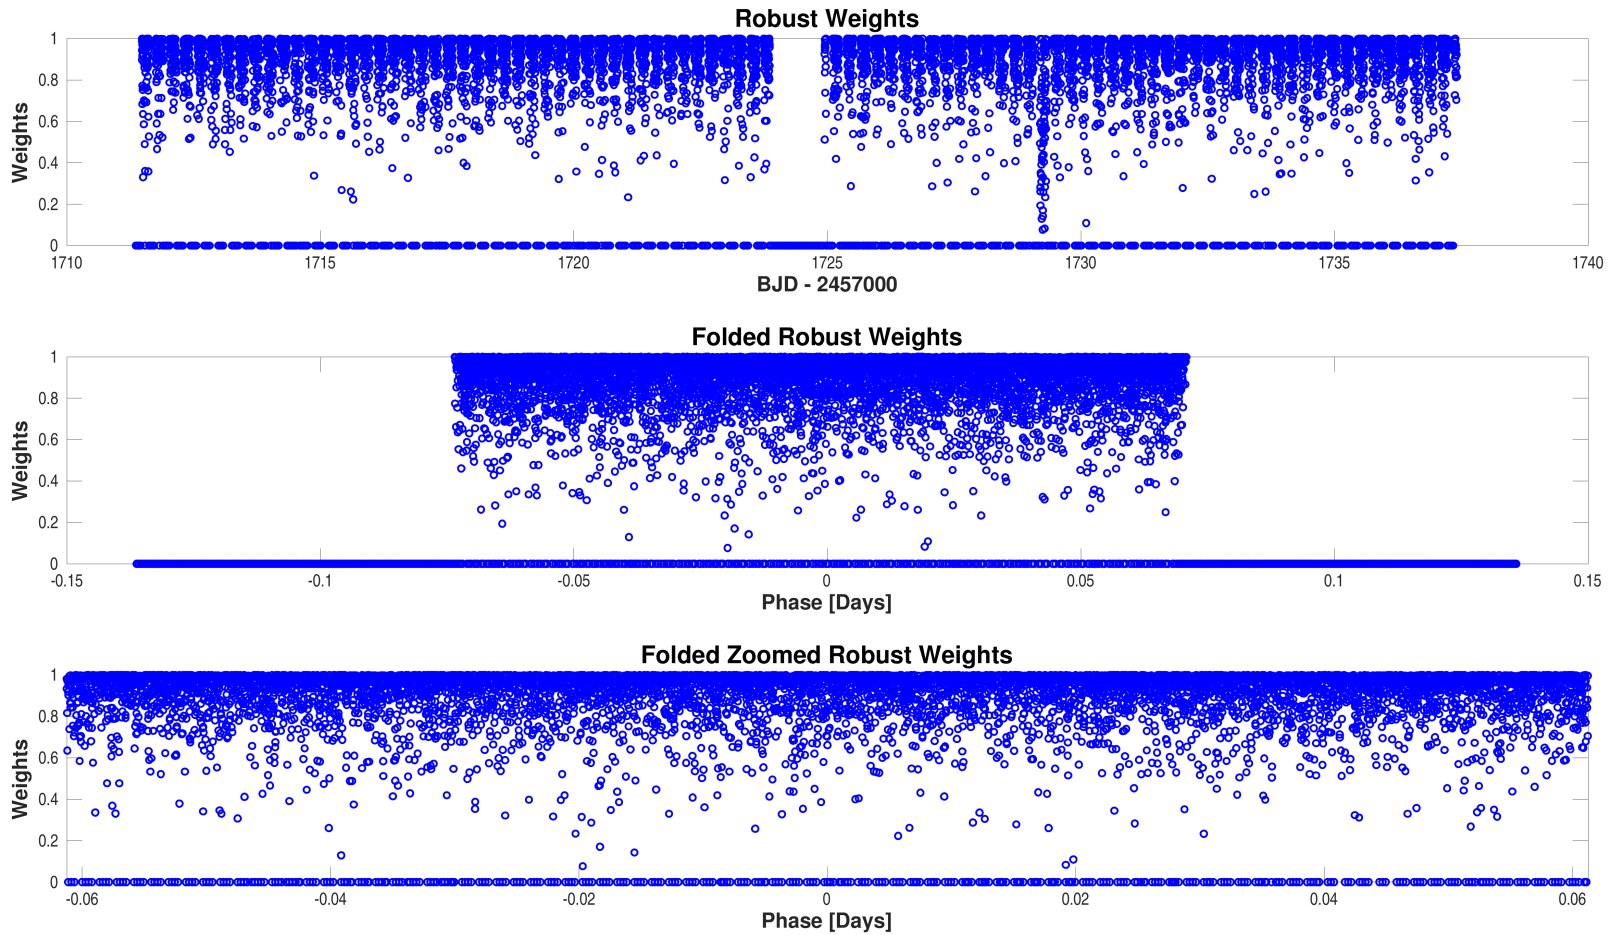 Robust Weights
1
0.8
0.6
0.4
0.2
0
Weights
1710 1715 1720 1725 1730 1735 1740
BJD - 2457000
Folded Robust Weights
1
0.8
0.6
0.4
0.2
0
Weights
-0.15 -0.1 -0.05 0 0.05 0.1 0.15
Phase [Days]
Folded Zoomed Robust Weights
1
0.8
0.6
0.4
0.2
0
Weights
-0.06 -0.04 -0.02 0 0.02 0.04 0.06
Phase [Days]